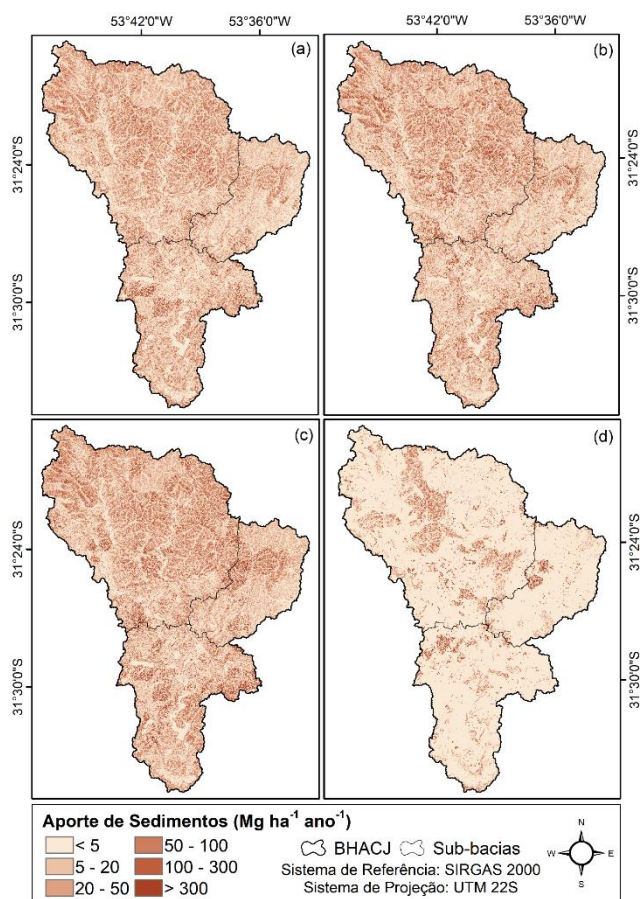 53°42'0"W 53°36'0"W 53°42'0"W 53°36'0"W
(a) (b)
31°24'0"S 31°24'0"S
31°30'0"S 31°30'0"S
(c) (d)
31°24'0"S 31°24'0"S
31°30'0"S 31°30'0"S
Aporte de Sedimentos (Mg ha⁻¹ ano⁻¹)
< 5 50 - 100
5 - 20 100 - 300
20 - 50 > 300
BHACJ Sub-bacias
Sistema de Referência: SIRGAS 2000
Sistema de Projeção: UTM 22S
N
W E
S